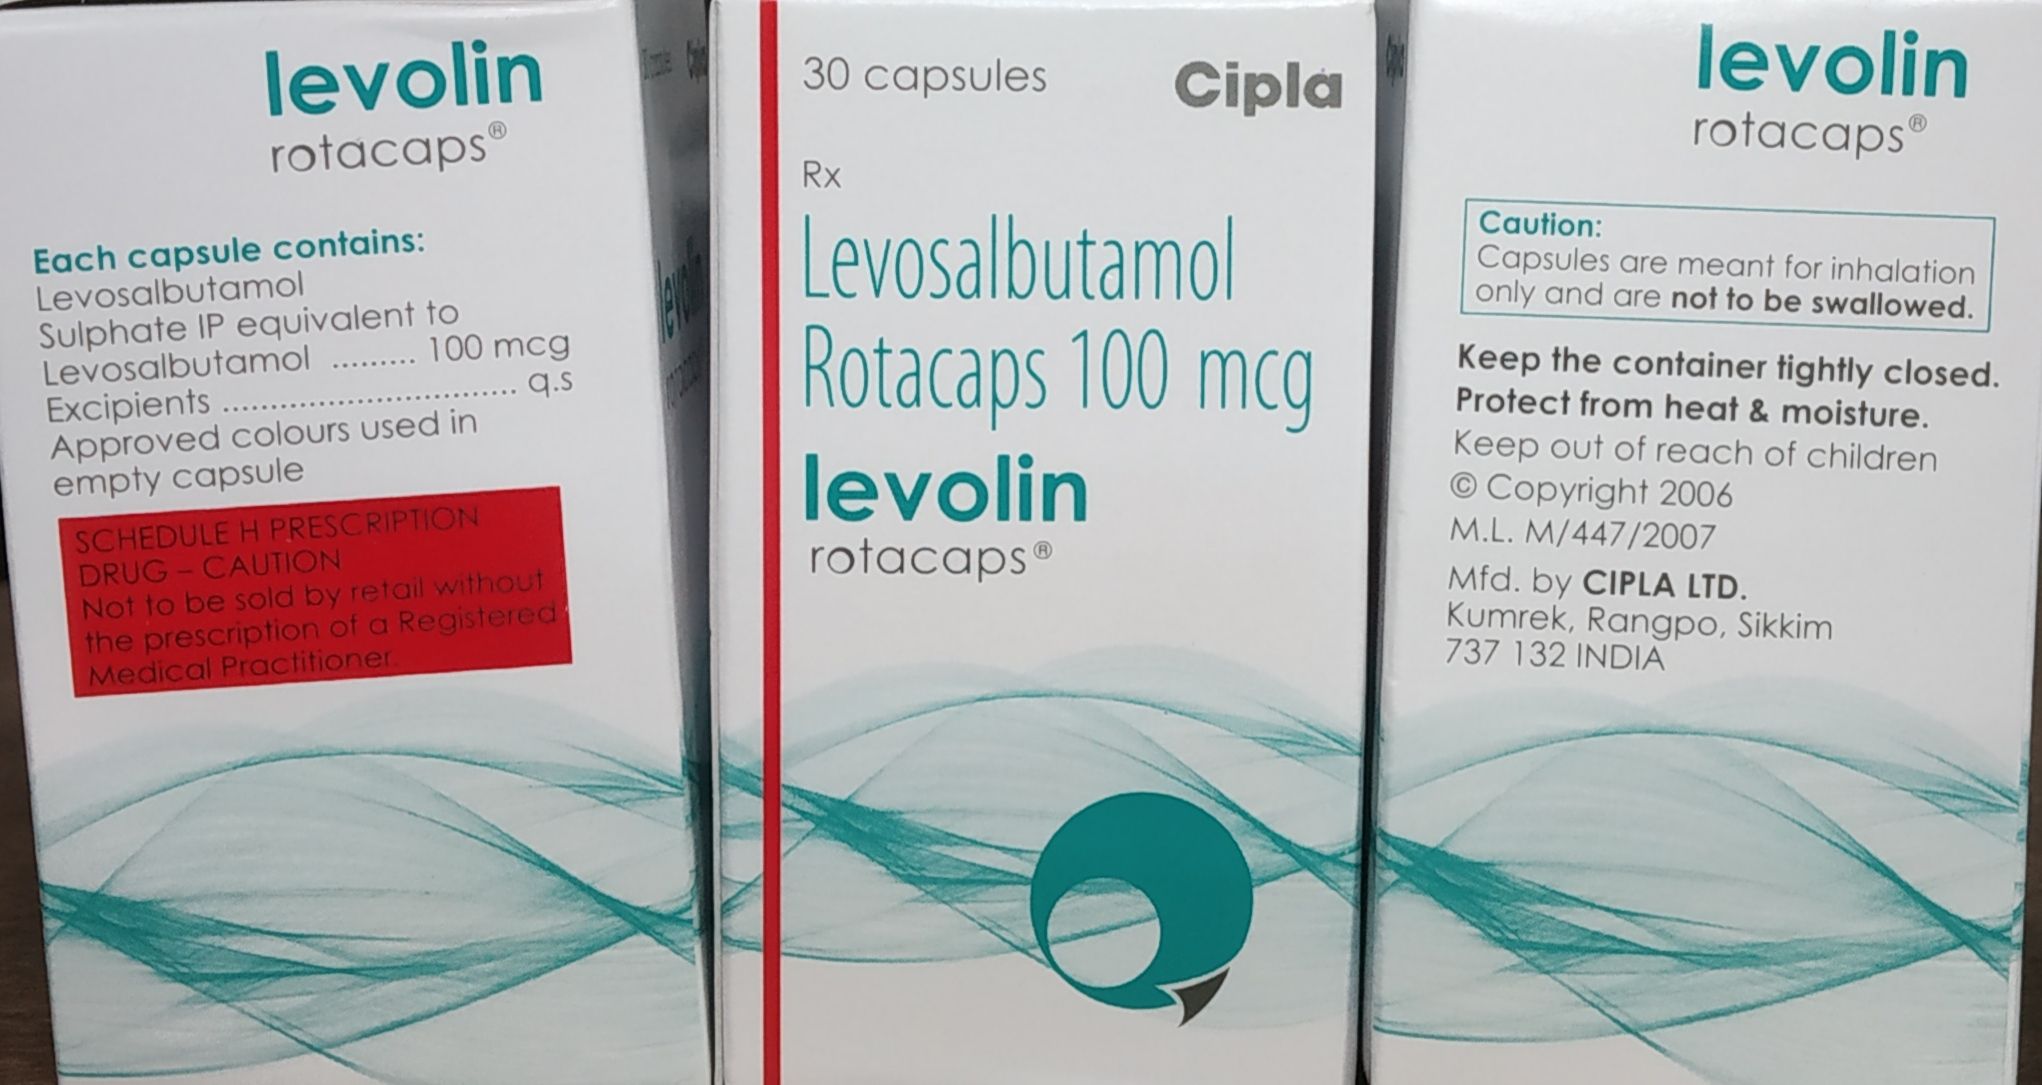 levolin
rotacaps®
Each capsule contains:
Levosalbutamol
Sulphate IP equivalent to
Levosalbutamol ......... 100 mcg
Excipients .............................. q.s
Approved colours used in
empty capsule
SCHEDULE H PRESCRIPTION
DRUG – CAUTION
Not to be sold by retail without
the prescription of a Registered
Medical Practitioner.
30 capsules Cipla
Rx
Levosalbutamol
Rotacaps 100 mcg
levolin
rotacaps®
levolin
rotacaps®
Caution:
Capsules are meant for inhalation
only and are not to be swallowed.
Keep the container tightly closed.
Protect from heat & moisture.
Keep out of reach of children
© Copyright 2006
M.L. M/447/2007
Mfd. by CIPLA LTD.
Kumrek, Rangpo, Sikkim
737 132 INDIA